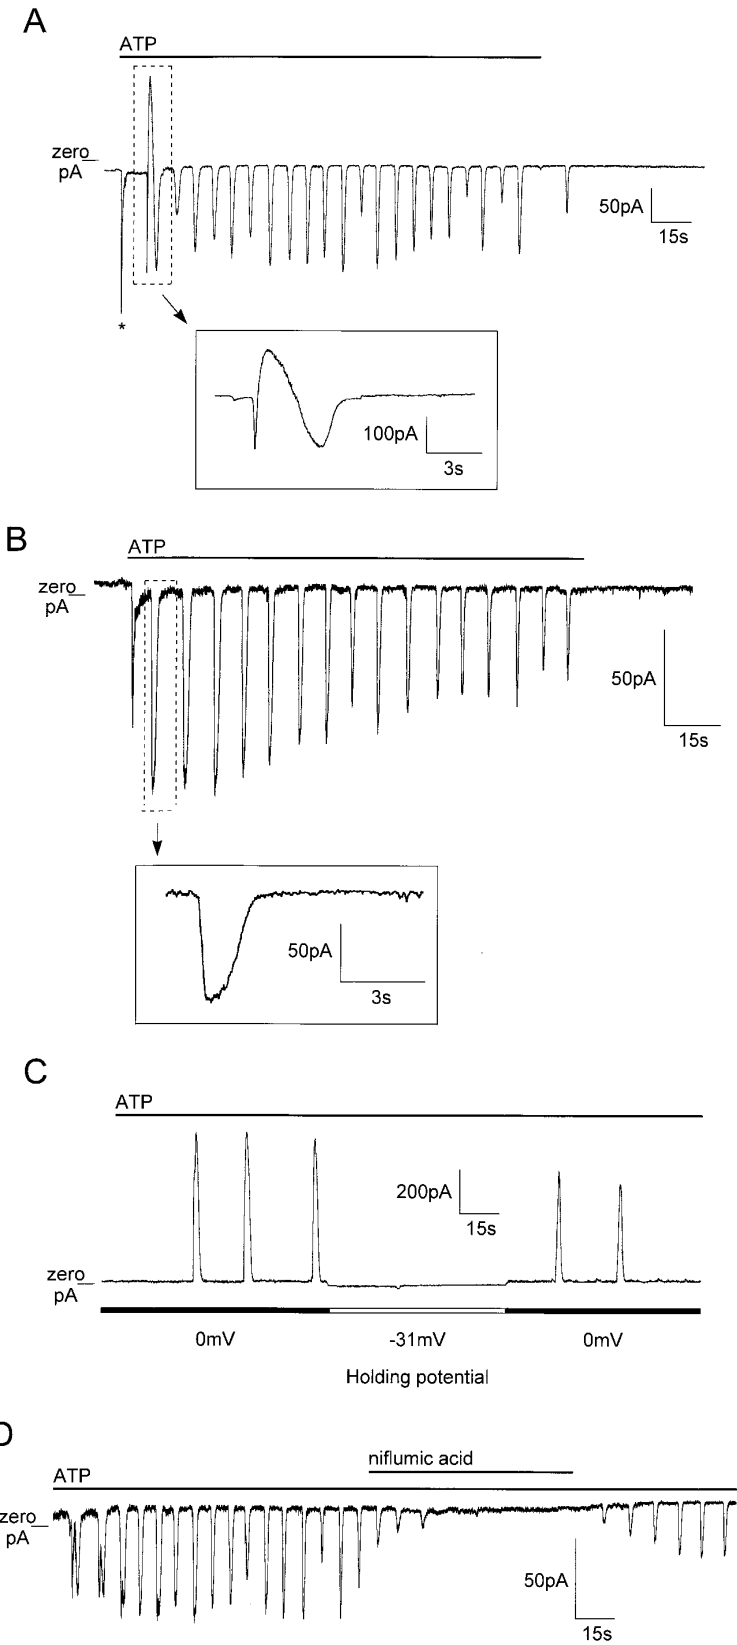 A
ATP
zero
pA
50pA
15s
*
100pA
3s
B
ATP
zero
pA
50pA
15s
50pA
3s
C
ATP
200pA
15s
zero
pA
0mV
-31mV
0mV
Holding potential
D
niflumic acid
ATP
zero
pA
50pA
15s